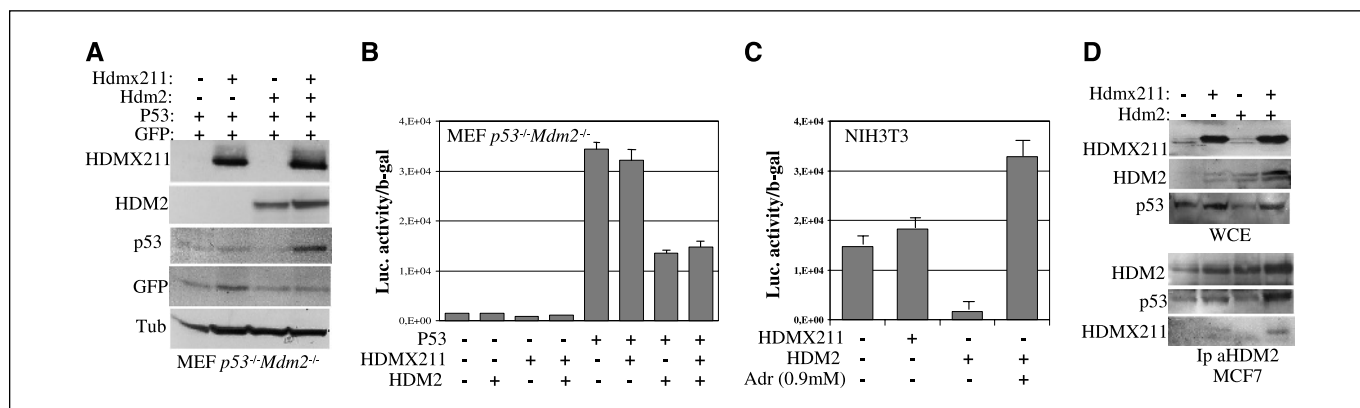 A
Hdmx211: - + - +
Hdm2: - - + +
P53: + + + +
GFP: + + + +
HDMX211
HDM2
p53
GFP
Tub
MEF p53-/-Mdm2-/-
B
MEF p53-/-Mdm2-/-
Luc. activity/b-gal
4,E+04
3,E+04
2,E+04
1,E+04
0,E+00
P53 - - - - + + + +
HDMX211 - - + + - + - +
HDM2 - + - + - - + +
C
NIH3T3
Luc. activity/b-gal
4,E+04
3,E+04
2,E+04
1,E+04
0,E+00
HDMX211 - + - -
HDM2 - - + +
Adr (0.9mM) - - - +
D
Hdmx211: - + - +
Hdm2: - - + +
HDMX211
HDM2
p53
WCE
HDM2
p53
HDMX211
Ip aHDM2
MCF7